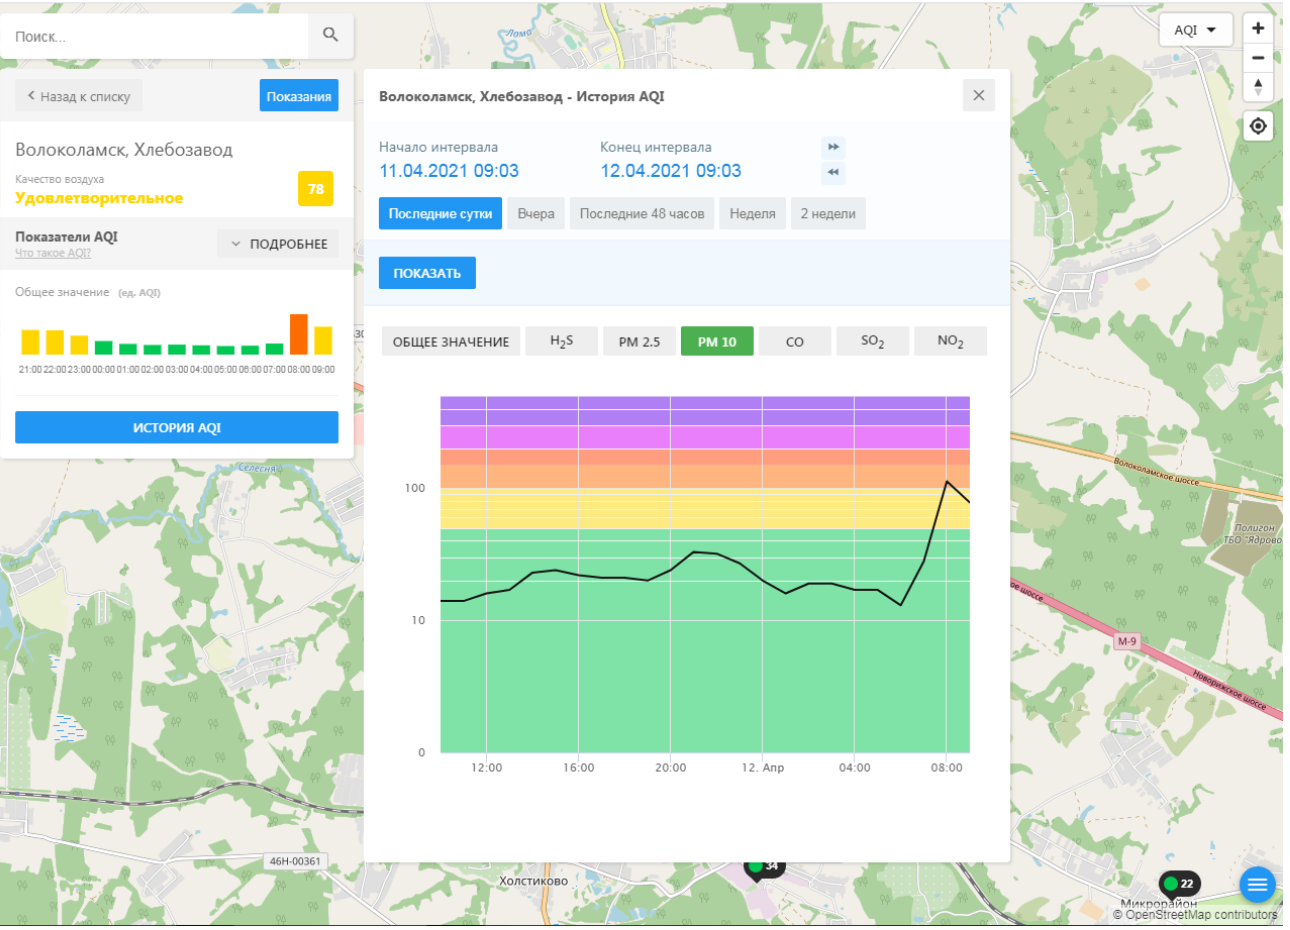 Поиск...
AQI
Назад к списку
Показания
Волоколамск, Хлебозавод
Качество воздуха
Удовлетворительное
78
Показатели AQI
Что такое AQI?
ПОДРОБНЕЕ
Общее значение (ед. AQI)
21:00 22:00 23:00 00:00 01:00 02:00 03:00 04:00 05:00 06:00 07:00 08:00 09:00
ИСТОРИЯ AQI
Волоколамск, Хлебозавод - История AQI
Начало интервала
11.04.2021 09:03
Конец интервала
12.04.2021 09:03
Последние сутки
Вчера
Последние 48 часов
Неделя
2 недели
ПОКАЗАТЬ
ОБЩЕЕ ЗНАЧЕНИЕ
H2S
PM 2.5
PM 10
CO
SO2
NO2
100
10
0
12:00
16:00
20:00
12. Апр
04:00
08:00
Лама
Селесня
Волоколамское шоссе
Полигон
ТБО "Ядрово
M-9
Новорижское шоссе
46Н-00361
Холстиково
34
22
Микрорайон
© OpenStreetMap contributors